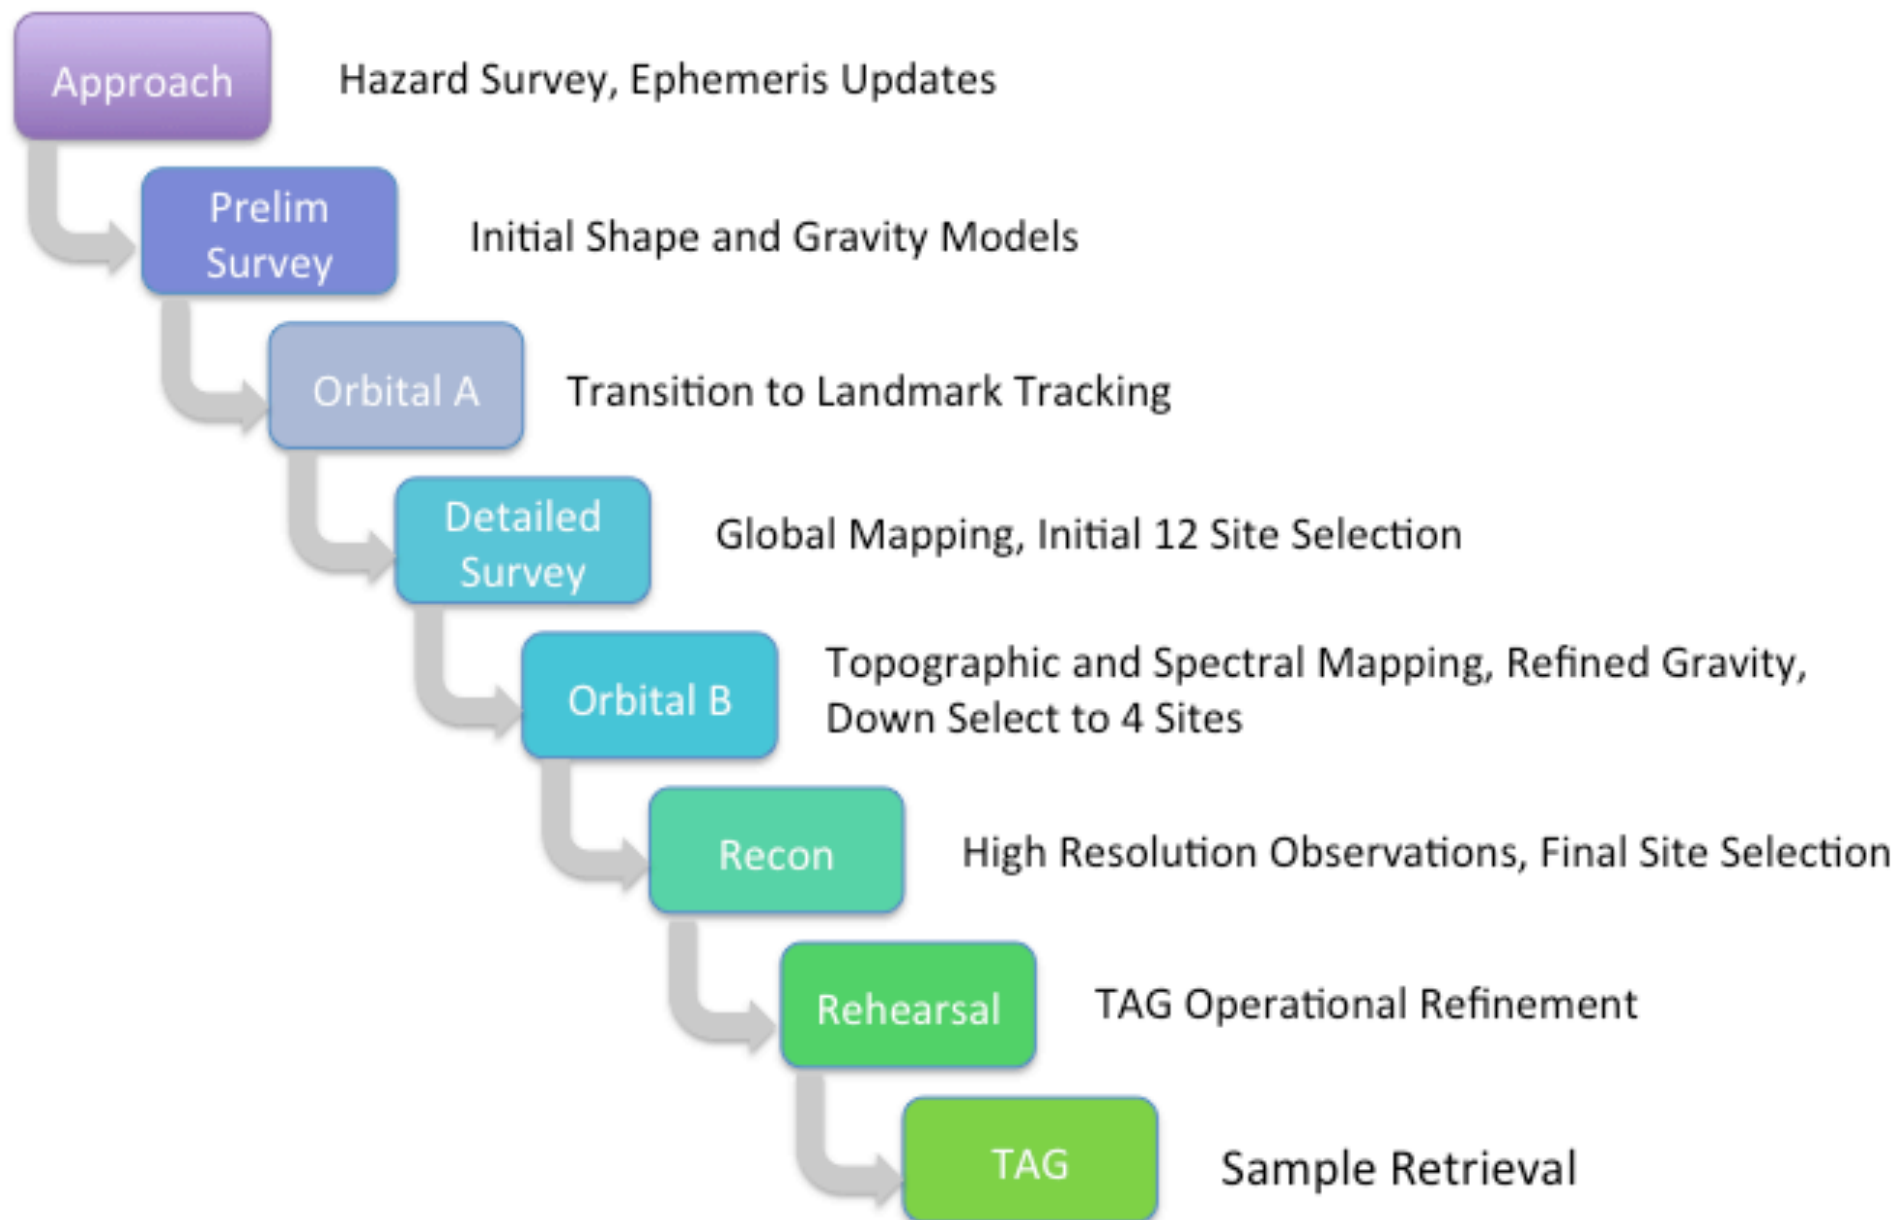 Approach
Hazard Survey, Ephemeris Updates
Prelim
Survey
Initial Shape and Gravity Models
Orbital A
Transition to Landmark Tracking
Detailed
Survey
Global Mapping, Initial 12 Site Selection
Orbital B
Topographic and Spectral Mapping, Refined Gravity,
Down Select to 4 Sites
Recon
High Resolution Observations, Final Site Selection
Rehearsal
TAG Operational Refinement
TAG
Sample Retrieval